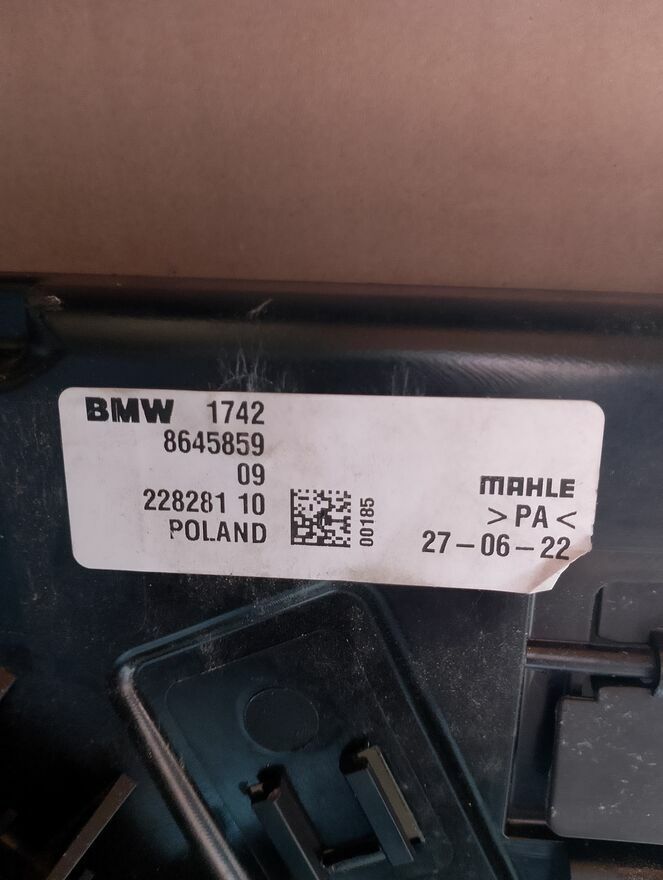 BMW 1742
8645859
09
228281 10
POLAND
00185
MAHLE
>PA<
27-06-22